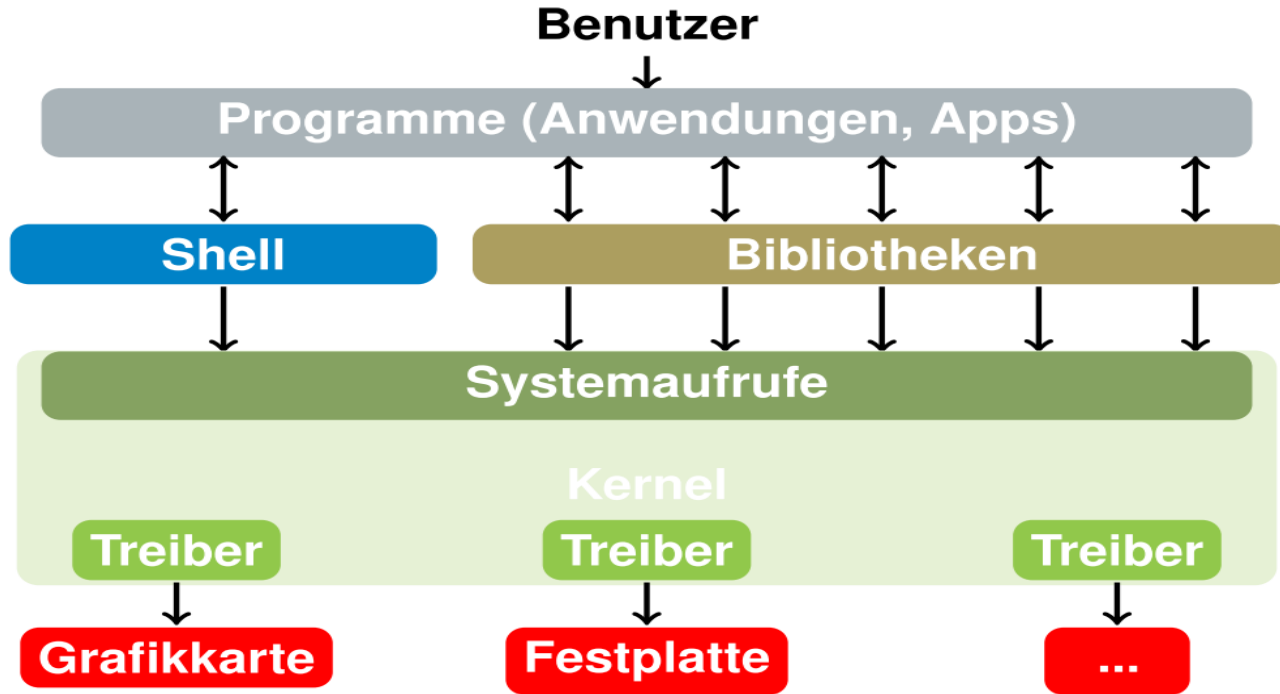 Benutzer
Programme (Anwendungen, Apps)
Shell
Bibliotheken
Systemaufrufe
Kernel
Treiber
Treiber
Treiber
Grafikkarte
Festplatte
...